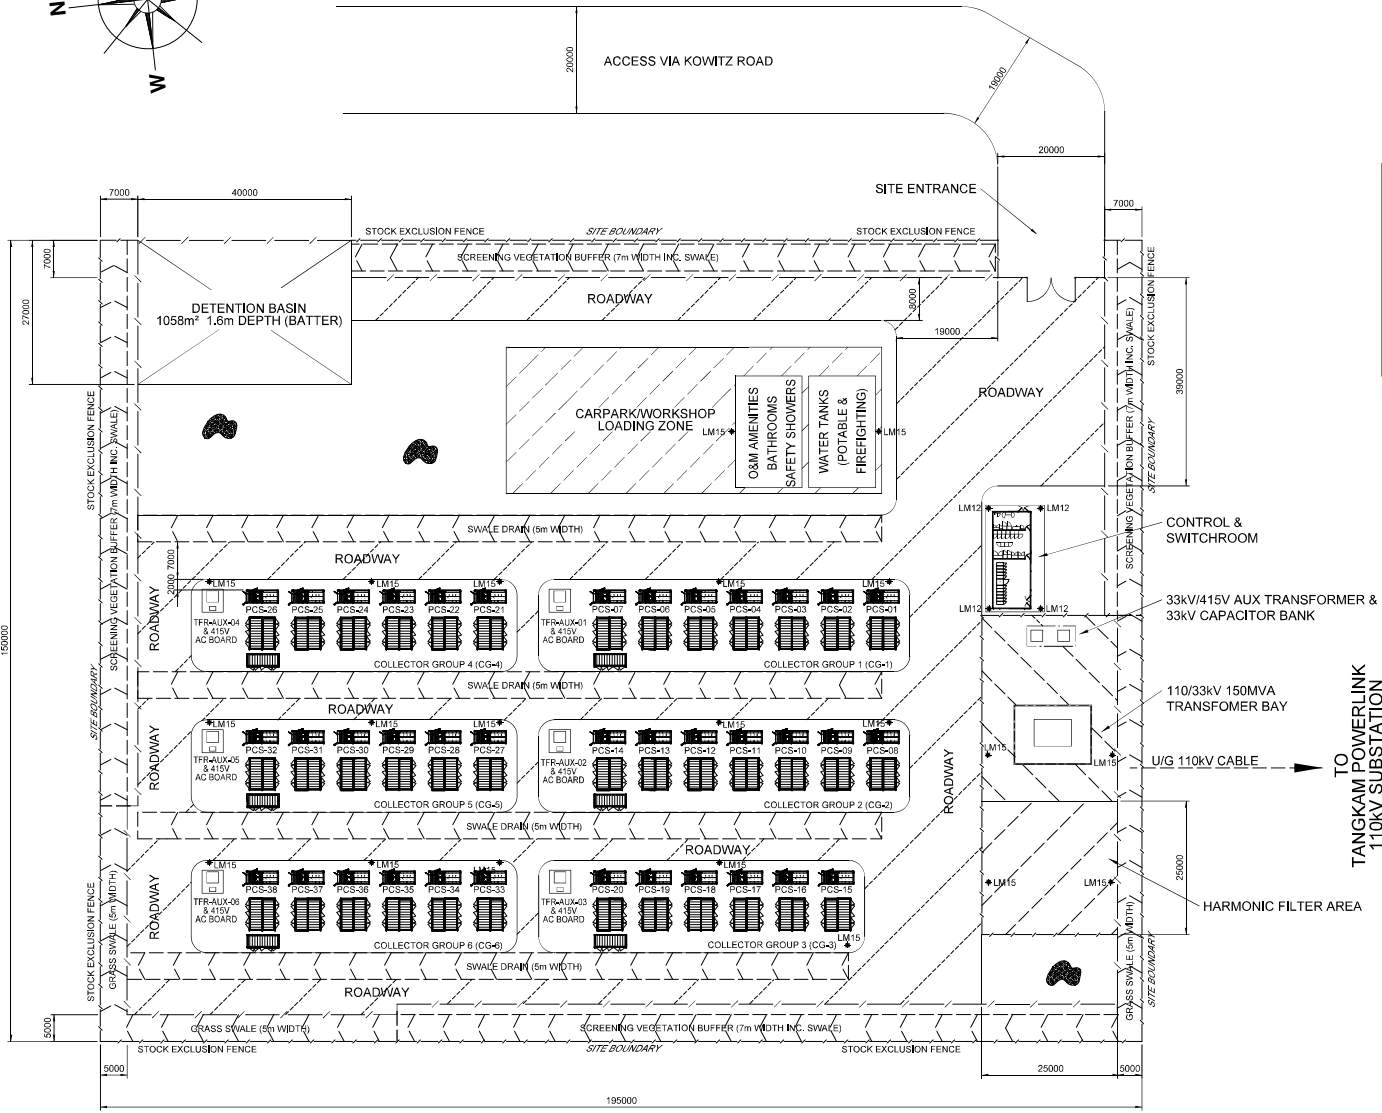 N
W
20000
ACCESS VIA KOWITZ ROAD
19000
20000
SITE ENTRANCE
7000
40000
7000
STOCK EXCLUSION FENCE
SITE BOUNDARY
STOCK EXCLUSION FENCE
SCREENING VEGETATION BUFFER (7m WIDTH INC. SWALE)
7000
27000
DETENTION BASIN
1058m² 1.6m DEPTH (BATTER)
ROADWAY
8000
19000
STOCK EXCLUSION FENCE
39000
ROADWAY
CARPARK/WORKSHOP
LOADING ZONE
LM15
O&M AMENITIES
BATHROOMS
SAFETY SHOWERS
WATER TANKS
(POTABLE &
FIREFIGHTING)
LM15
STOCK EXCLUSION FENCE
SCREENING VEGETATION BUFFER (7m WIDTH INC. SWALE)
SCREENING VEGETATION BUFFER (7m WIDTH INC. SWALE)
SITE BOUNDARY
SWALE DRAIN (5m WIDTH)
LM12
LM12
CONTROL &
SWITCHROOM
LM12
LM12
ROADWAY
7000
2000
ROADWAY
LM15
LM15
LM15
LM15
LM15
PCS-26
PCS-25
PCS-24
PCS-23
PCS-22
PCS-21
PCS-07
PCS-06
PCS-05
PCS-04
PCS-03
PCS-02
PCS-01
TFR-AUX-04
& 415V
AC BOARD
TFR-AUX-01
& 415V
AC BOARD
COLLECTOR GROUP 4 (CG-4)
COLLECTOR GROUP 1 (CG-1)
33kV/415V AUX TRANSFORMER &
33kV CAPACITOR BANK
150000
SWALE DRAIN (5m WIDTH)
SITE BOUNDARY
ROADWAY
110/33kV 150MVA
TRANSFOMER BAY
ROADWAY
LM15
LM15
LM15
LM15
LM15
PCS-32
PCS-31
PCS-30
PCS-29
PCS-28
PCS-27
PCS-14
PCS-13
PCS-12
PCS-11
PCS-10
PCS-09
PCS-08
TFR-AUX-05
& 415V
AC BOARD
TFR-AUX-02
& 415V
AC BOARD
COLLECTOR GROUP 5 (CG-5)
COLLECTOR GROUP 2 (CG-2)
LM15
LM15
U/G 110kV CABLE
TO
TANGKAM POWERLINK
110kV SUBSTATION
ROADWAY
SWALE DRAIN (5m WIDTH)
ROADWAY
ROADWAY
LM15
LM15
LM15
LM15
PCS-38
PCS-37
PCS-36
PCS-35
PCS-34
PCS-33
PCS-20
PCS-19
PCS-18
PCS-17
PCS-16
PCS-15
TFR-AUX-06
& 415V
AC BOARD
TFR-AUX-03
& 415V
AC BOARD
COLLECTOR GROUP 6 (CG-6)
COLLECTOR GROUP 3 (CG-3)
LM15
LM15
LM15
25000
HARMONIC FILTER AREA
STOCK EXCLUSION FENCE
GRASS SWALE (5m WIDTH)
SWALE DRAIN (5m WIDTH)
GRASS SWALE (5m WIDTH)
SITE BOUNDARY
ROADWAY
5000
GRASS SWALE (5m WIDTH)
SCREENING VEGETATION BUFFER (7m WIDTH INC. SWALE)
STOCK EXCLUSION FENCE
SITE BOUNDARY
STOCK EXCLUSION FENCE
5000
25000
5000
195000